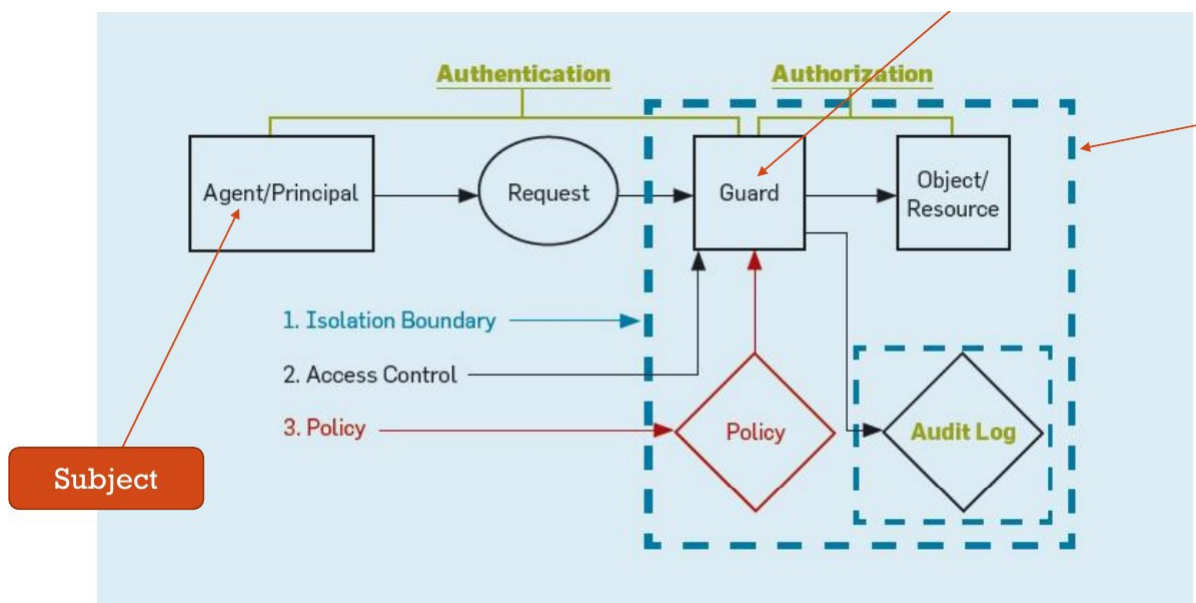 Authentication
Authorization
Agent/Principal
Request
Guard
Object/
Resource
1. Isolation Boundary
2. Access Control
3. Policy
Policy
Audit Log
Subject